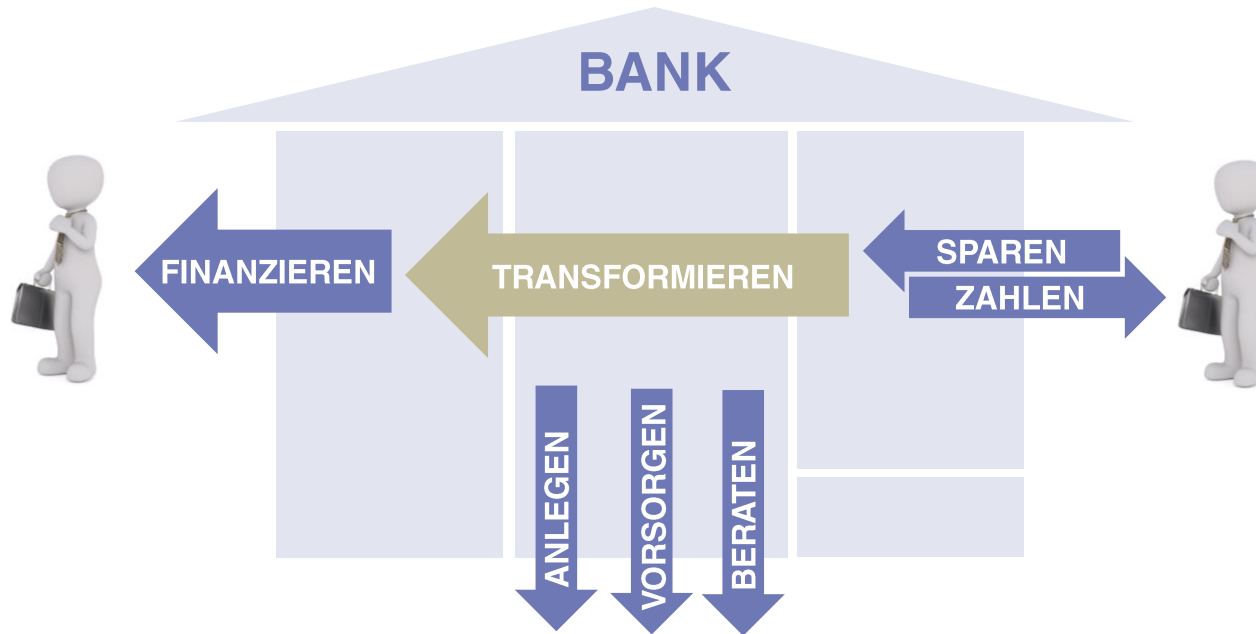 BANK
FINANZIEREN
TRANSFORMIEREN
SPAREN
ZAHLEN
ANLEGEN
VORSORGEN
BERATEN